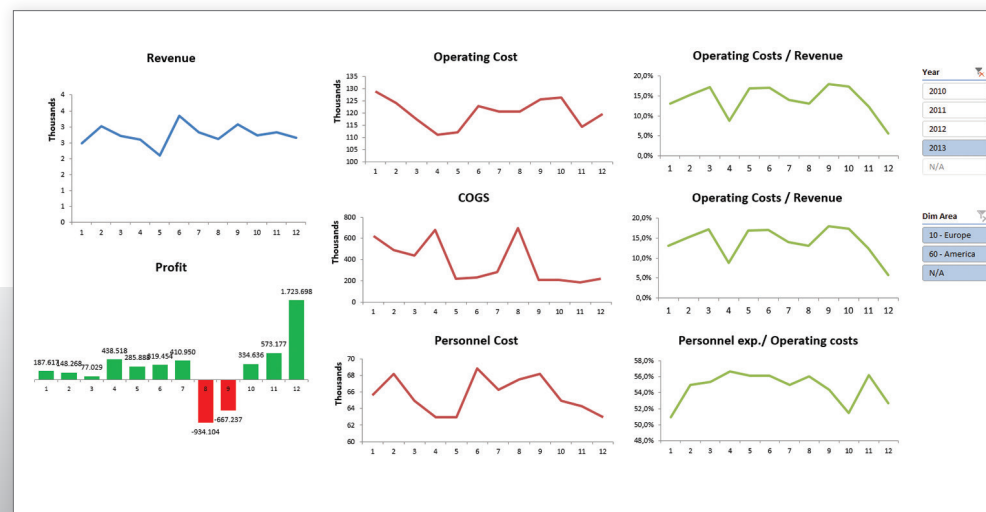 Revenue
Thousands
4
3
3
2
2
1
1
0
1 2 3 4 5 6 7 8 9 10 11 12
Profit
187.617 148.268 77.029 438.518 285.888 319.454 410.950 -934.104 -667.237 334.636 573.177 1.723.698
1 2 3 4 5 6 7 8 9 10 11 12
Operating Cost
Thousands
135
130
125
120
115
110
105
100
1 2 3 4 5 6 7 8 9 10 11 12
COGS
Thousands
800
600
400
200
0
1 2 3 4 5 6 7 8 9 10 11 12
Personnel Cost
Thousands
70
68
66
64
62
60
1 2 3 4 5 6 7 8 9 10 11 12
Operating Costs / Revenue
20,0%
15,0%
10,0%
5,0%
0,0%
1 2 3 4 5 6 7 8 9 10 11 12
Operating Costs / Revenue
20,0%
15,0%
10,0%
5,0%
0,0%
1 2 3 4 5 6 7 8 9 10 11 12
Personnel exp./ Operating costs
58,0%
56,0%
54,0%
52,0%
50,0%
48,0%
1 2 3 4 5 6 7 8 9 10 11 12
Year
2010
2011
2012
2013
N/A
Dim Area
10 - Europe
60 - America
N/A